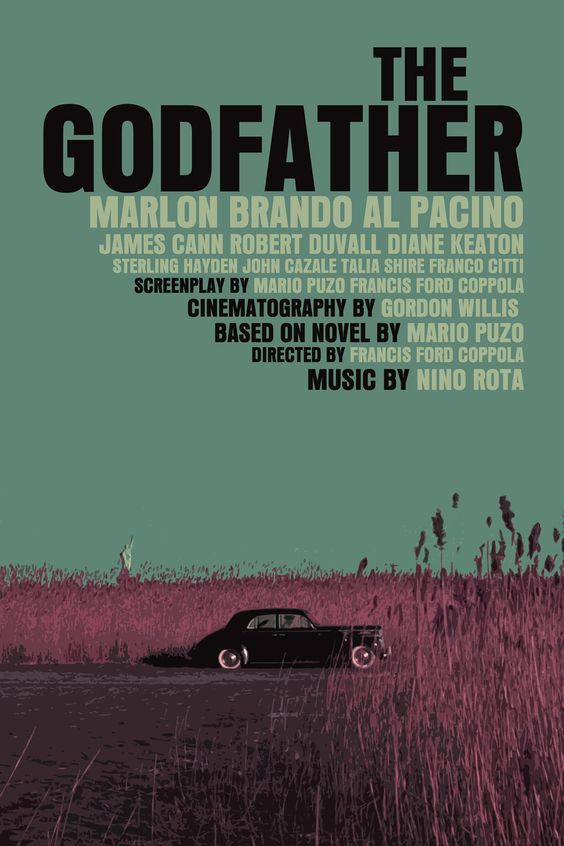 THE
GODFATHER
MARLON BRANDO AL PACINO
JAMES CANN ROBERT DUVALL DIANE KEATON
STERLING HAYDEN JOHN CAZALE TALIA SHIRE FRANCO CITTI
SCREENPLAY BY MARIO PUZO FRANCIS FORD COPPOLA
CINEMATOGRAPHY BY GORDON WILLIS
BASED ON NOVEL BY MARIO PUZO
DIRECTED BY FRANCIS FORD COPPOLA
MUSIC BY NINO ROTA